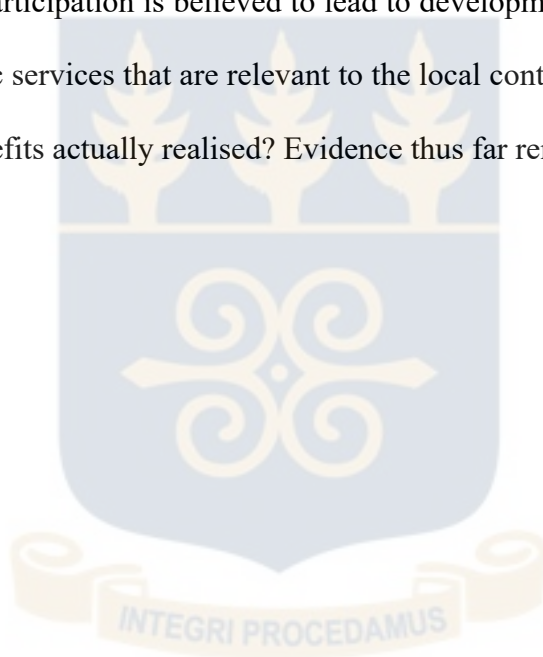 articipation is believed to lead to developm
services that are relevant to the local cont
efits actually realised? Evidence thus far re
INTEGRI PROCEDAMUS